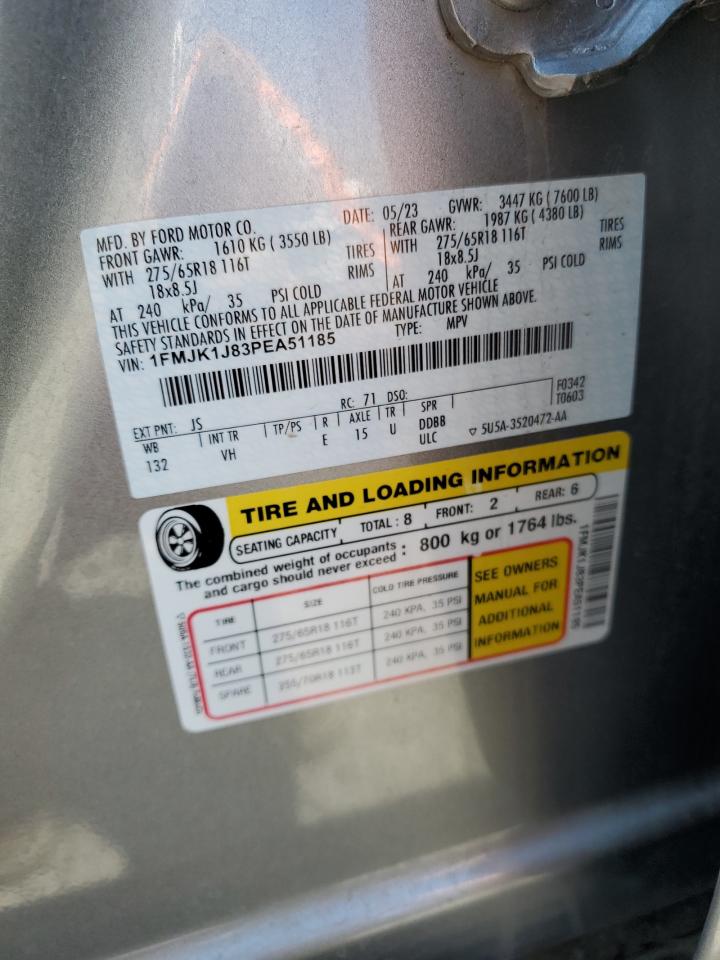 MFD. BY FORD MOTOR CO.
DATE: 05/23 GVWR: 3447 KG ( 7600 LB)
FRONT GAWR: 1610 KG ( 3550 LB) REAR GAWR: 1987 KG ( 4380 LB)
WITH 275/65R18 116T TIRES WITH 275/65R18 116T TIRES
18x8.5J RIMS 18x8.5J RIMS
AT 240 kPa/ 35 PSI COLD AT 240 kPa/ 35 PSI COLD
THIS VEHICLE CONFORMS TO ALL APPLICABLE FEDERAL MOTOR VEHICLE
SAFETY STANDARDS IN EFFECT ON THE DATE OF MANUFACTURE SHOWN ABOVE.
VIN: 1FMJK1J83PEA51185 TYPE: MPV
F0342
T0603
EXT PNT: JS RC: 71 DSO:
WB INT TR TP/PS R AXLE TR SPR
132 VH E 15 U DDBB
ULC
▽ 5U5A-3520472-AA
TIRE AND LOADING INFORMATION
SEATING CAPACITY TOTAL : 8 FRONT: 2 REAR: 6
The combined weight of occupants and cargo should never exceed : 800 kg or 1764 lbs.
TIRE SIZE COLD TIRE PRESSURE
FRONT 275/65R18 116T 240 KPA, 35 PSI
REAR 275/65R18 116T 240 KPA, 35 PSI
SPARE 255/70R18 113T 240 KPA, 35 PSI
SEE OWNERS
MANUAL FOR
ADDITIONAL
INFORMATION
1FMJK1J83PEA51185